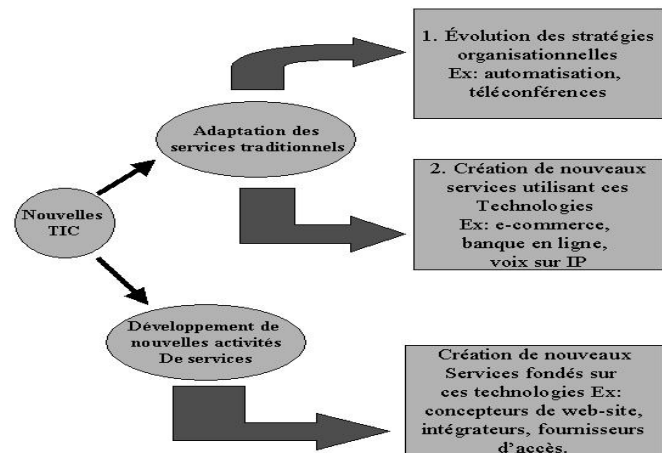 Nouvelles
TIC
Adaptation des
services traditionnels
1. Évolution des stratégies
organisationnelles
Ex: automatisation,
téléconférences
2. Création de nouveaux
services utilisant ces
Technologies
Ex: e-commerce,
banque en ligne,
voix sur IP
Développement de
nouvelles activités
De services
Création de nouveaux
Services fondés sur
ces technologies Ex:
concepteurs de web-site,
intégrateurs, fournisseurs
d'accès.